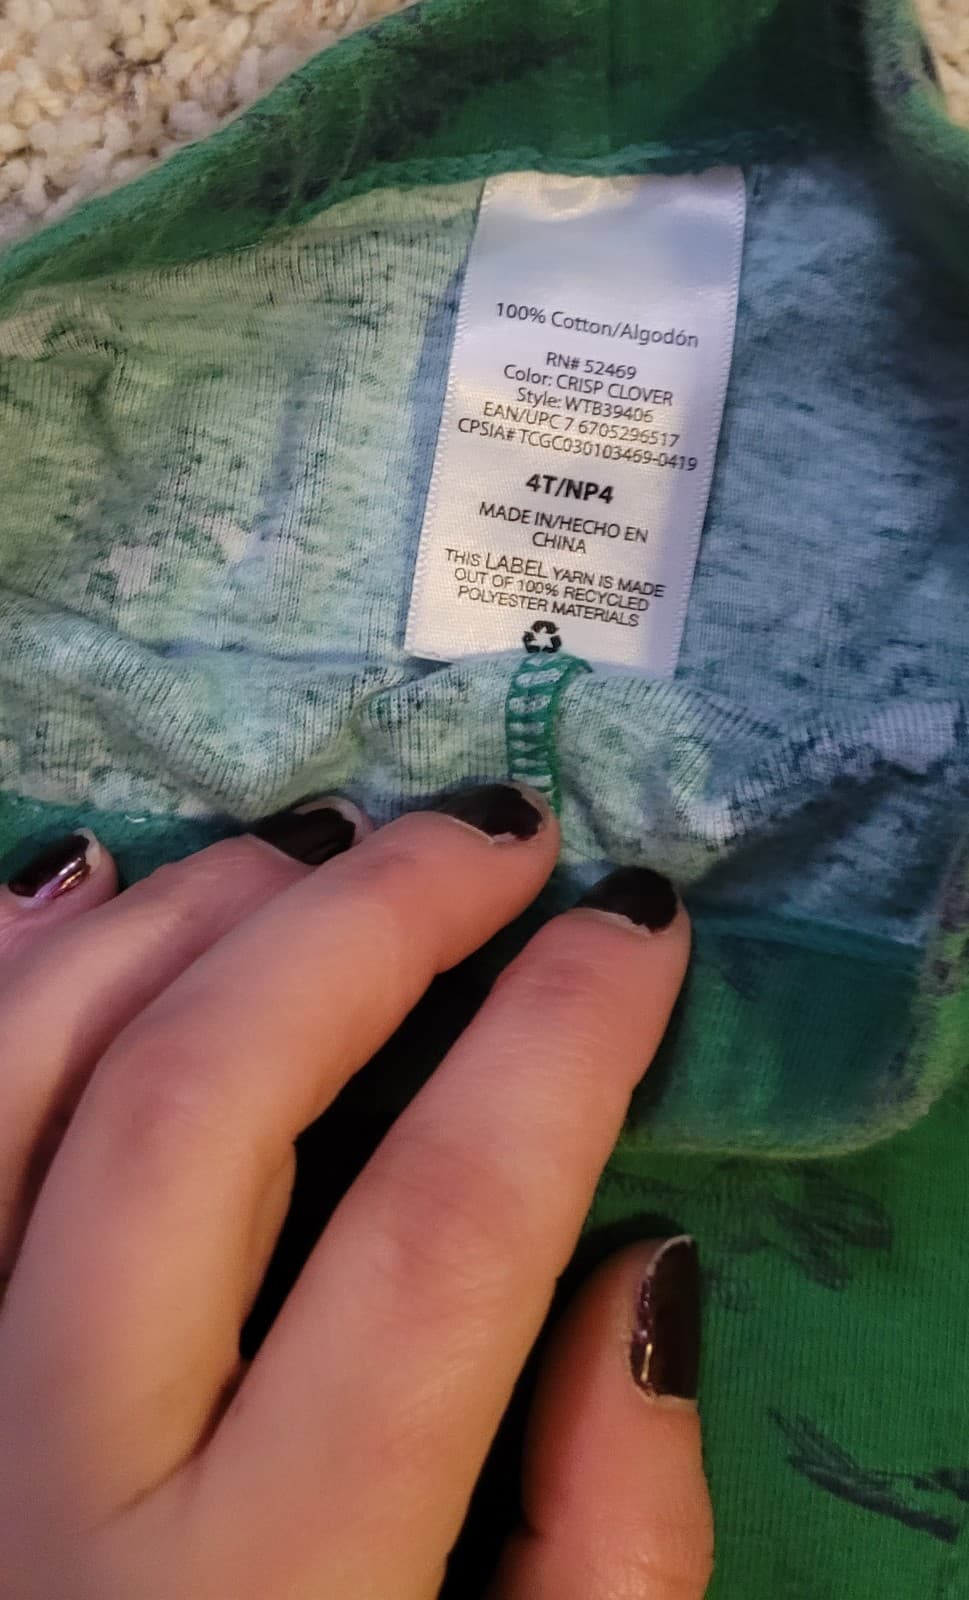 100% Cotton/Algodón
RN# 52469
Color: CRISP CLOVER
Style: WTB39406
EAN/UPC 7 6705296517
CPSIA# TCGC030103469-0419
4T/NP4
MADE IN/HECHO EN
CHINA
THIS LABEL YARN IS MADE
OUT OF 100% RECYCLED
POLYESTER MATERIALS